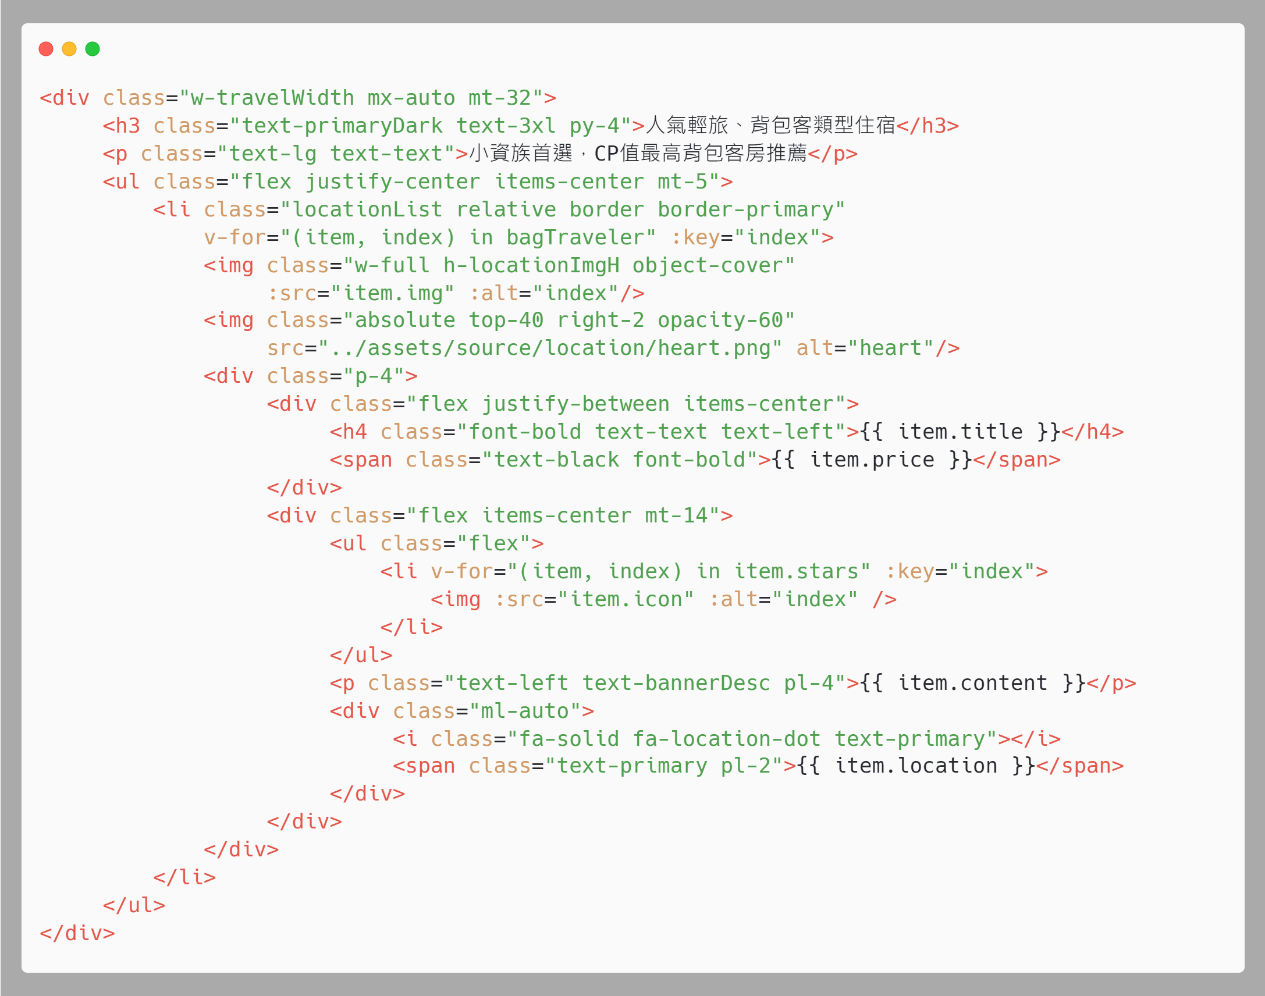 <div class="w-travelWidth mx-auto mt-32">
<h3 class="text-primaryDark text-3xl py-4">人氣輕旅、背包客類型住宿</h3>
<p class="text-lg text-text">小資族首選，CP值最高背包客房推薦</p>
<ul class="flex justify-center items-center mt-5">
<li class="locationList relative border border-primary"
v-for="(item, index) in bagTraveler" :key="index">
<img class="w-full h-locationImgH object-cover"
:src="item.img" :alt="index"/>
<img class="absolute top-40 right-2 opacity-60"
src="../assets/source/location/heart.png" alt="heart"/>
<div class="p-4">
<div class="flex justify-between items-center">
<h4 class="font-bold text-text text-left">{{ item.title }}</h4>
<span class="text-black font-bold">{{ item.price }}</span>
</div>
<div class="flex items-center mt-14">
<ul class="flex">
<li v-for="(item, index) in item.stars" :key="index">
<img :src="item.icon" :alt="index" />
</li>
</ul>
<p class="text-left text-bannerDesc pl-4">{{ item.content }}</p>
<div class="ml-auto">
<i class="fa-solid fa-location-dot text-primary"></i>
<span class="text-primary pl-2">{{ item.location }}</span>
</div>
</div>
</div>
</li>
</ul>
</div>